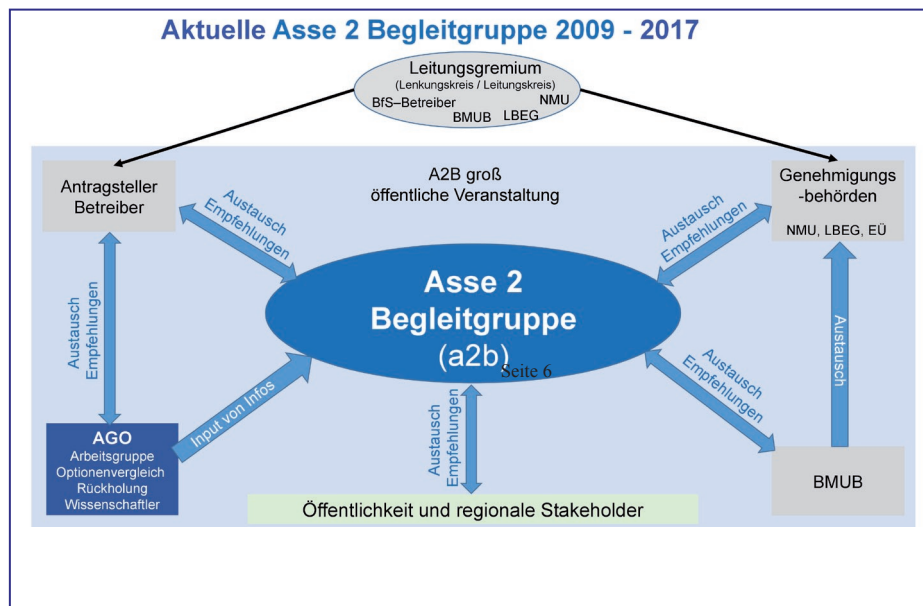 Aktuelle Asse 2 Begleitgruppe 2009 - 2017
Leitungsgremium
(Lenkungskreis / Leitungskreis)
BfS–Betreiber
NMU
BMUB
LBEG
A2B groß
öffentliche Veranstaltung
Antragsteller
Betreiber
Genehmigungs
-behörden
NMU, LBEG, EÜ
Austausch
Empfehlungen
Austausch
Empfehlungen
Asse 2
Begleitgruppe
(a2b)
Seite 6
Austausch
Empfehlungen
Input von Infos
Austausch
Empfehlungen
Austausch
Empfehlungen
Austausch
AGO
Arbeitsgruppe
Optionenvergleich
Rückholung
Wissenschaftler
BMUB
Öffentlichkeit und regionale Stakeholder